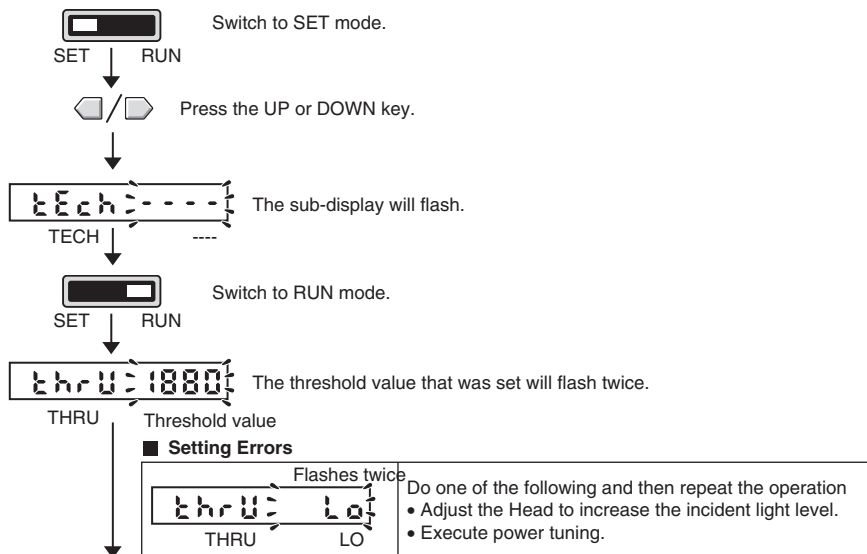 Switch to SET mode.
SET RUN
Press the UP or DOWN key.
tEch - - - -
The sub-display will flash.
TECH ----
Switch to RUN mode.
SET RUN
thrU 1880
The threshold value that was set will flash twice.
THRU Threshold value
■ Setting Errors
Flashes twice
thrU Lo
THRU LO
Do one of the following and then repeat the operation
• Adjust the Head to increase the incident light level.
• Execute power tuning.